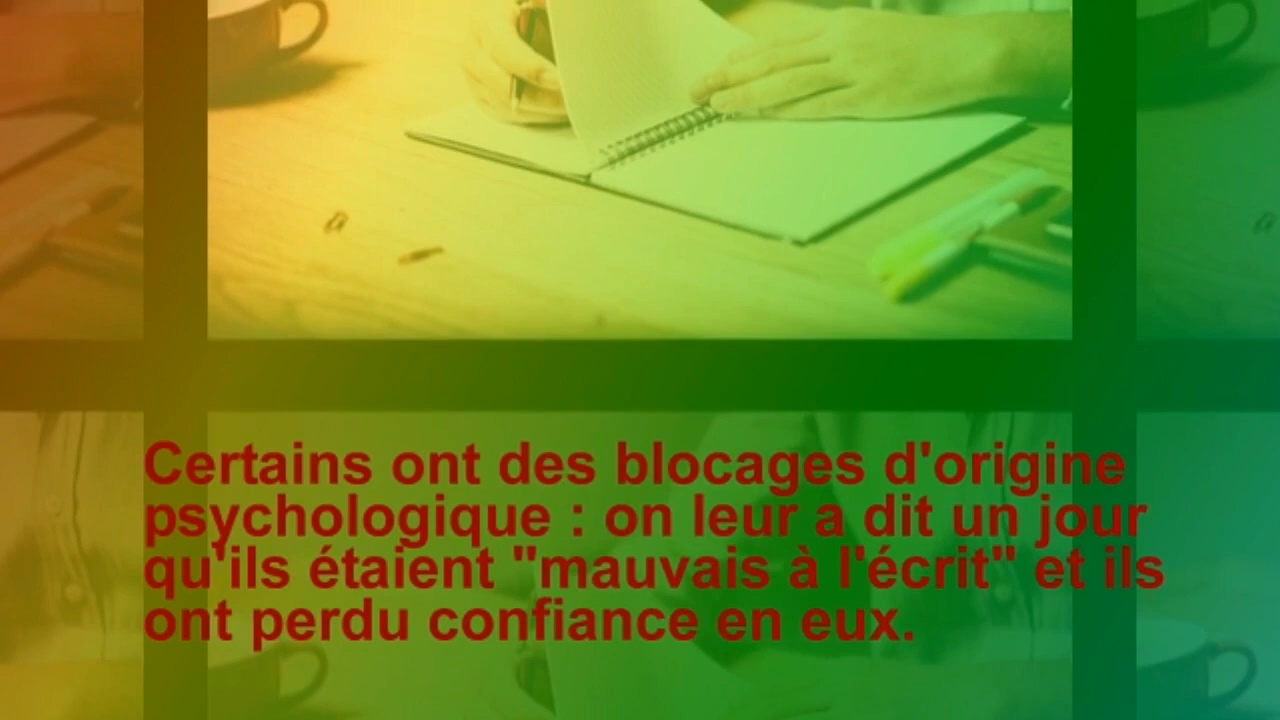 Certains ont des blocages d'origine
psychologique : on leur a dit un jour
qu'ils étaient "mauvais à l'écrit" et ils
ont perdu confiance en eux.